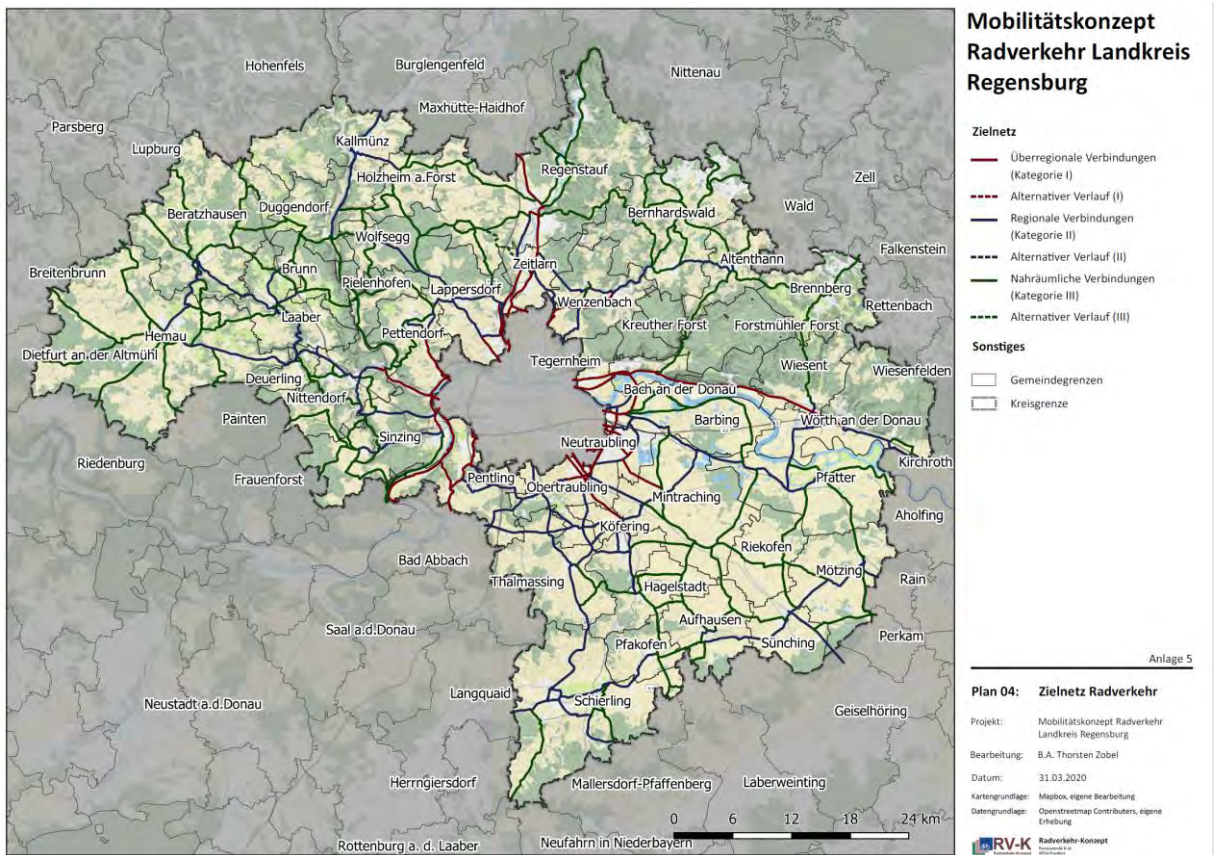 Mobilitätskonzept
Radverkehr Landkreis
Regensburg
Zielnetz
Überregionale Verbindungen
(Kategorie I)
Alternativer Verlauf (I)
Regionale Verbindungen
(Kategorie II)
Alternativer Verlauf (II)
Nahräumliche Verbindungen
(Kategorie III)
Alternativer Verlauf (III)
Sonstiges
Gemeindegrenzen
Kreisgrenze
Anlage 5
Plan 04: Zielnetz Radverkehr
Projekt: Mobilitätskonzept Radverkehr
Landkreis Regensburg
Bearbeitung: B.A. Thorsten Zobel
Datum: 31.03.2020
Kartengrundlage: Mapbox, eigene Bearbeitung
Datengrundlage: Openstreetmap Contributers, eigene
Erhebung
RV-K Radverkehr-Konzept
Hohenfels
Burglengenfeld
Nittenau
Maxhütte-Haidhof
Parsberg
Lupburg
Kallmünz
Holzheim a.Forst
Regenstauf
Zell
Wald
Beratzhausen
Duggendorf
Bernhardswald
Falkenstein
Wolfsegg
Breitenbrunn
Brunn
Zeitlarn
Altenthann
Pielenhofen
Lappersdorf
Brennberg
Rettenbach
Wenzenbach
Laaber
Kreuther Forst
Forstmühler Forst
Hemau
Pettendorf
Dietfurt an der Altmühl
Tegernheim
Wiesent
Wiesenfelden
Deuerling
Bach an der Donau
Nittendorf
Painten
Barbing
Wörth an der Donau
Sinzing
Neutraubling
Riedenburg
Kirchroth
Frauenforst
Pentling
Obertraubling
Pfatter
Mintraching
Aholfing
Köfering
Bad Abbach
Riekofen
Thalmassing
Mötzing
Rain
Hagelstadt
Saal a.d.Donau
Aufhausen
Sünching
Perkam
Pfakofen
Langquaid
Neustadt a.d.Donau
Schierling
Geiselhöring
Herrngiersdorf
Mallersdorf-Pfaffenberg
Laberweinting
0 6 12 18 24 km
Rottenburg a. d. Laaber
Neufahrn in Niederbayern